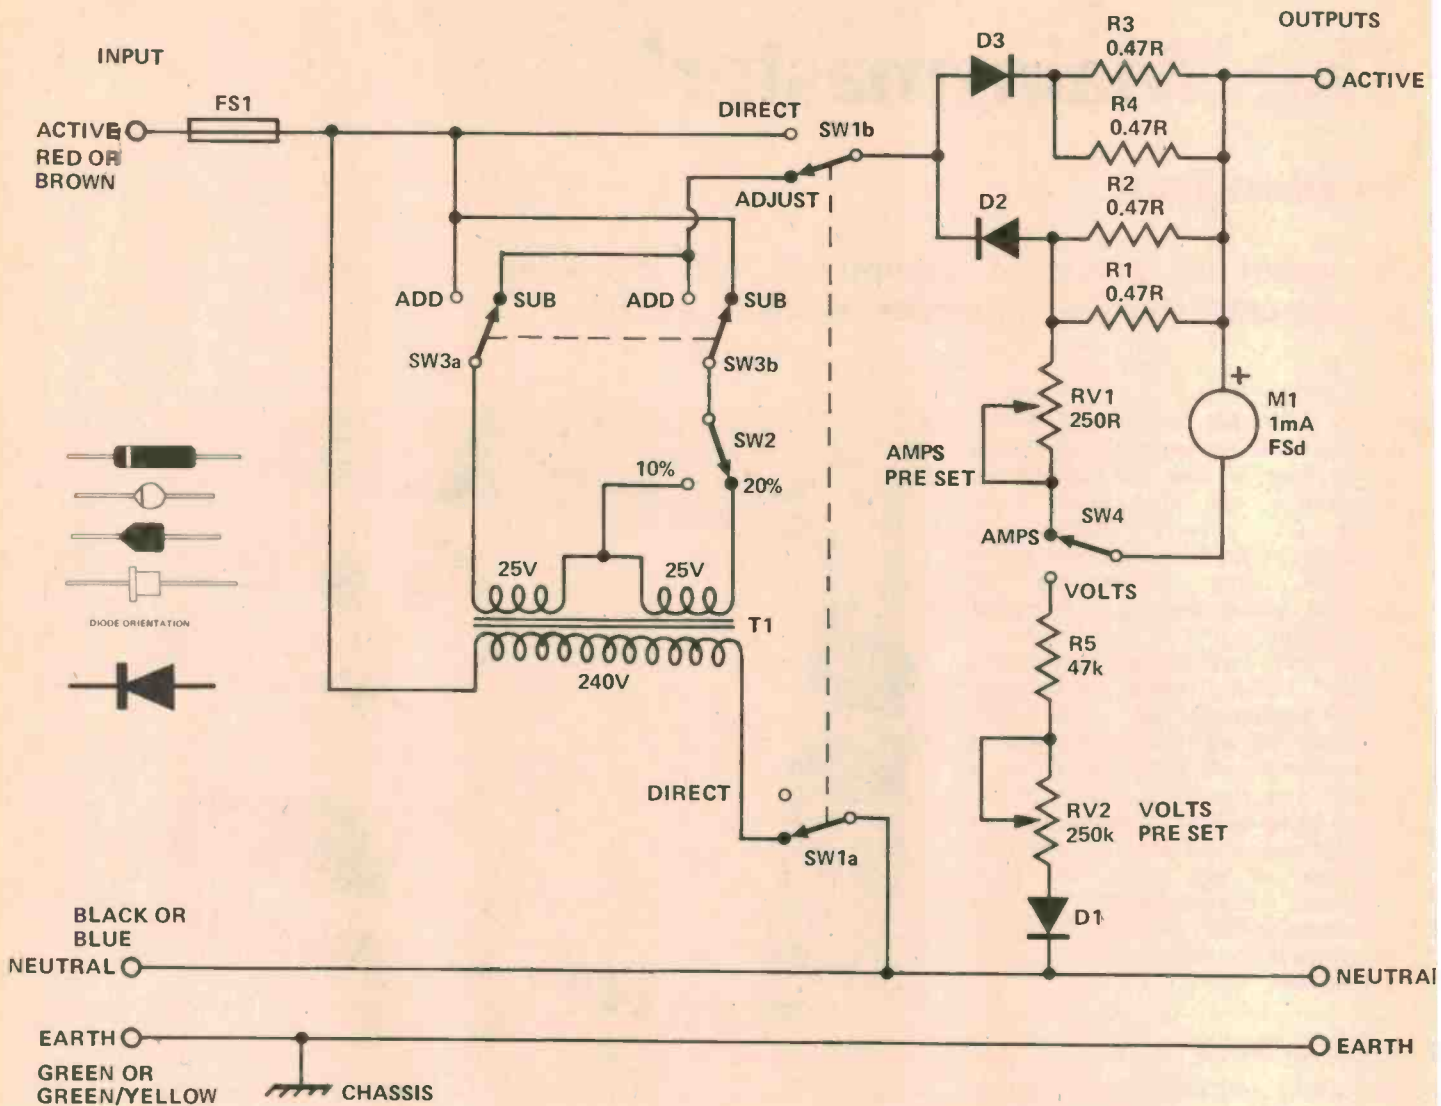 INPUT
OUTPUTS
ACTIVE
RED OR
BROWN
FS1
DIRECT
SW1b
ADJUST
D3
R3
0.47R
ACTIVE
R4
0.47R
D2
R2
0.47R
R1
0.47R
ADD
SUB
ADD
SUB
SW3a
SW3b
SW2
10%
20%
RV1
250R
+
M1
1mA
FSd
AMPS
PRE SET
SW4
AMPS
VOLTS
25V
25V
T1
240V
DIODE ORIENTATION
R5
47k
DIRECT
SW1a
RV2
250k
VOLTS
PRE SET
D1
BLACK OR
BLUE
NEUTRAL
NEUTRAL
EARTH
EARTH
GREEN OR
GREEN/YELLOW
CHASSIS